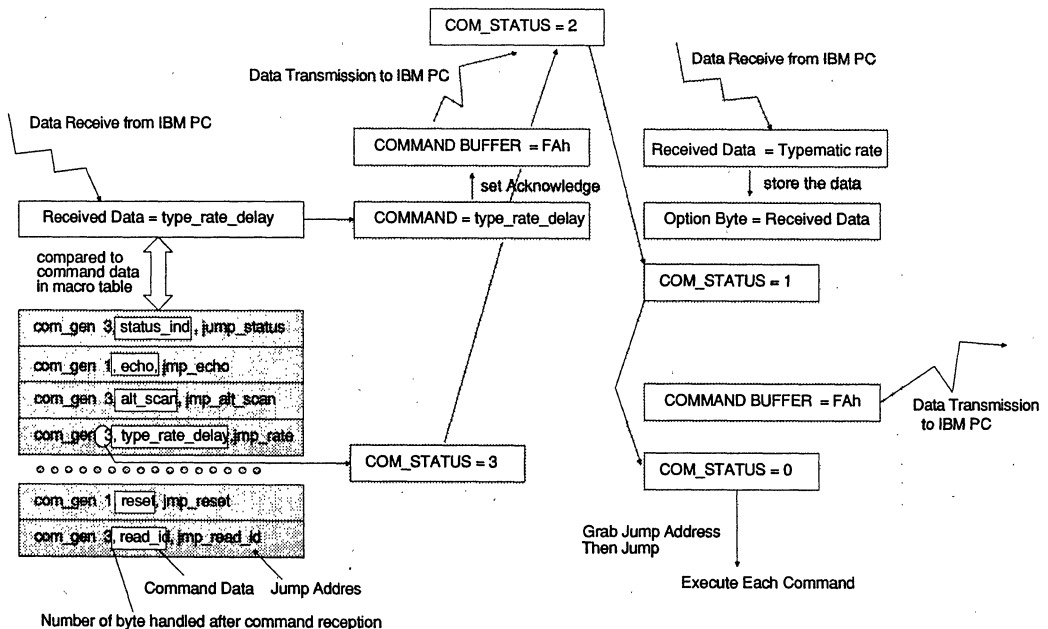 COM_STATUS = 2
Data Transmission to IBM PC
Data Receive from IBM PC
Data Receive from IBM PC
COMMAND BUFFER = FAh
Received Data = Typematic rate
set Acknowledge
store the data
Received Data = type_rate_delay
COMMAND = type_rate_delay
Option Byte = Received Data
compared to
command data
in macro table
COM_STATUS = 1
com_gen 3, status_ind , jump_status
com_gen 1, echo, jmp_echo
com_gen 3, alt_scan, jmp_alt_scan
com_gen 3, type_rate_delay,jmp_rate
COMMAND BUFFER = FAh
Data Transmission
to IBM PC
COM_STATUS = 3
COM_STATUS = 0
com_gen 1, reset, jmp_reset
com_gen 3, read_id, jmp_read_id
Grab Jump Address
Then Jump
Command Data
Jump Addres
Execute Each Command
Number of byte handled after command reception